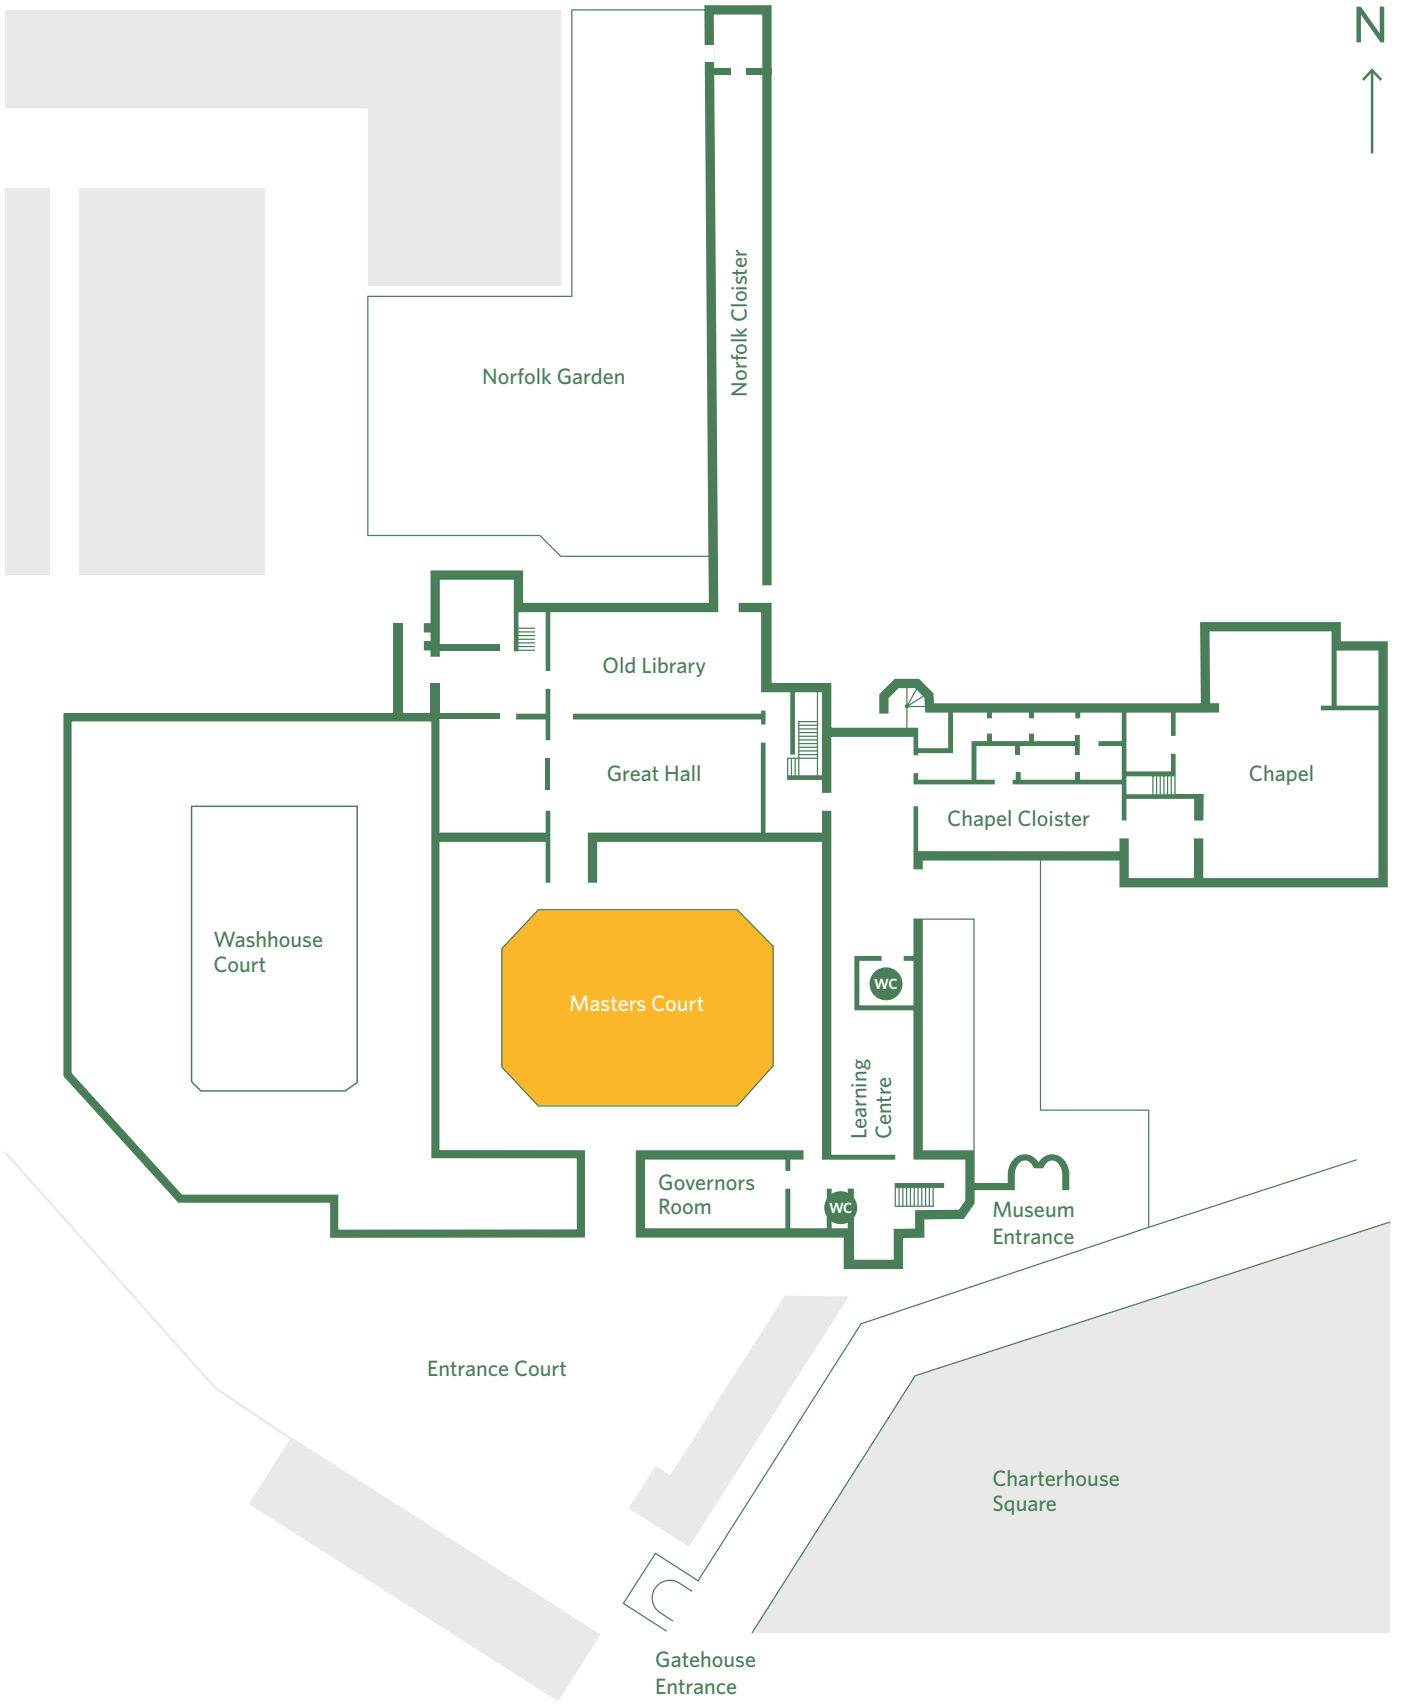 N
Norfolk Cloister
Norfolk Garden
Old Library
Great Hall
Chapel
Chapel Cloister
Washhouse
Court
WC
Masters Court
Learning
Centre
Governors
Room
WC
Museum
Entrance
Entrance Court
Charterhouse
Square
Gatehouse
Entrance